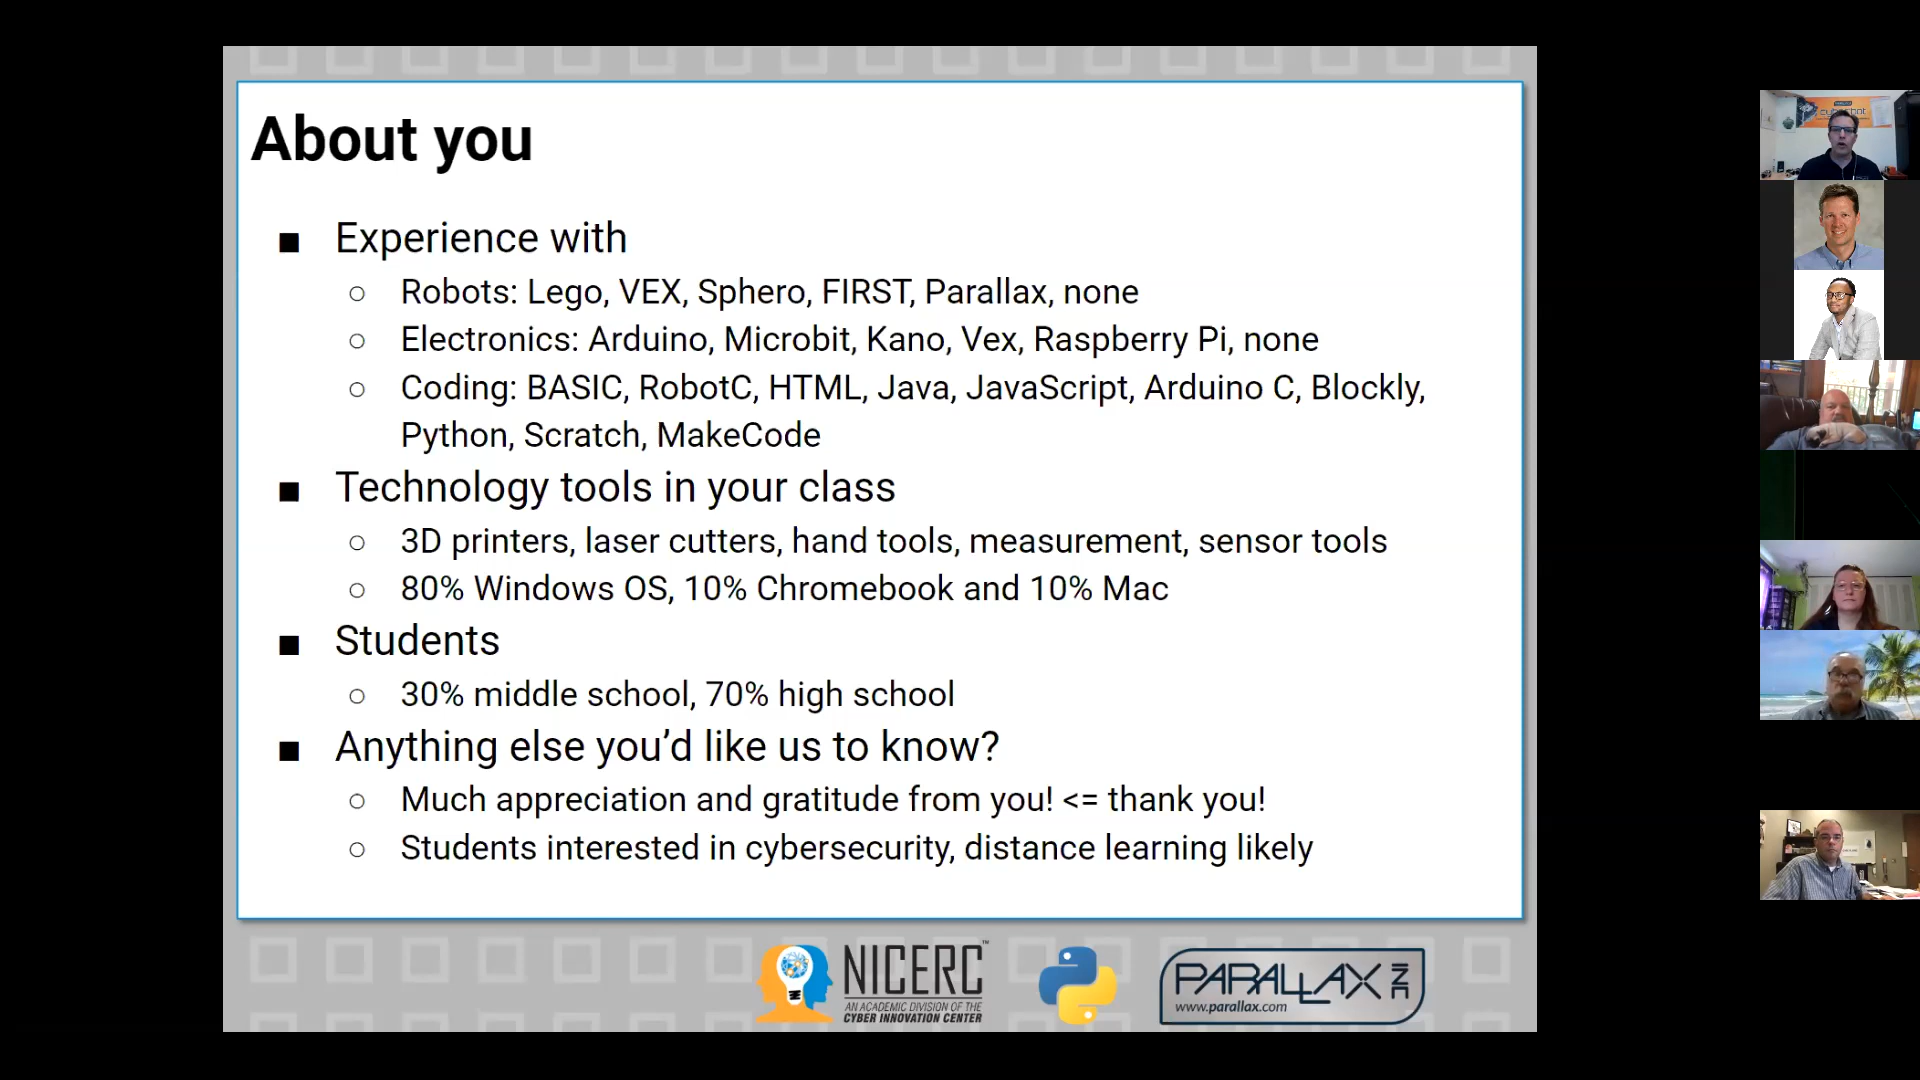 About you
■ Experience with
○ Robots: Lego, VEX, Sphero, FIRST, Parallax, none
○ Electronics: Arduino, Microbit, Kano, Vex, Raspberry Pi, none
○ Coding: BASIC, RobotC, HTML, Java, JavaScript, Arduino C, Blockly,
Python, Scratch, MakeCode
■ Technology tools in your class
○ 3D printers, laser cutters, hand tools, measurement, sensor tools
○ 80% Windows OS, 10% Chromebook and 10% Mac
■ Students
○ 30% middle school, 70% high school
■ Anything else you’d like us to know?
○ Much appreciation and gratitude from you! <= thank you!
○ Students interested in cybersecurity, distance learning likely
NICERC™
AN ACADEMIC DIVISION OF THE
CYBER INNOVATION CENTER
PARALLAX INC
www.parallax.com